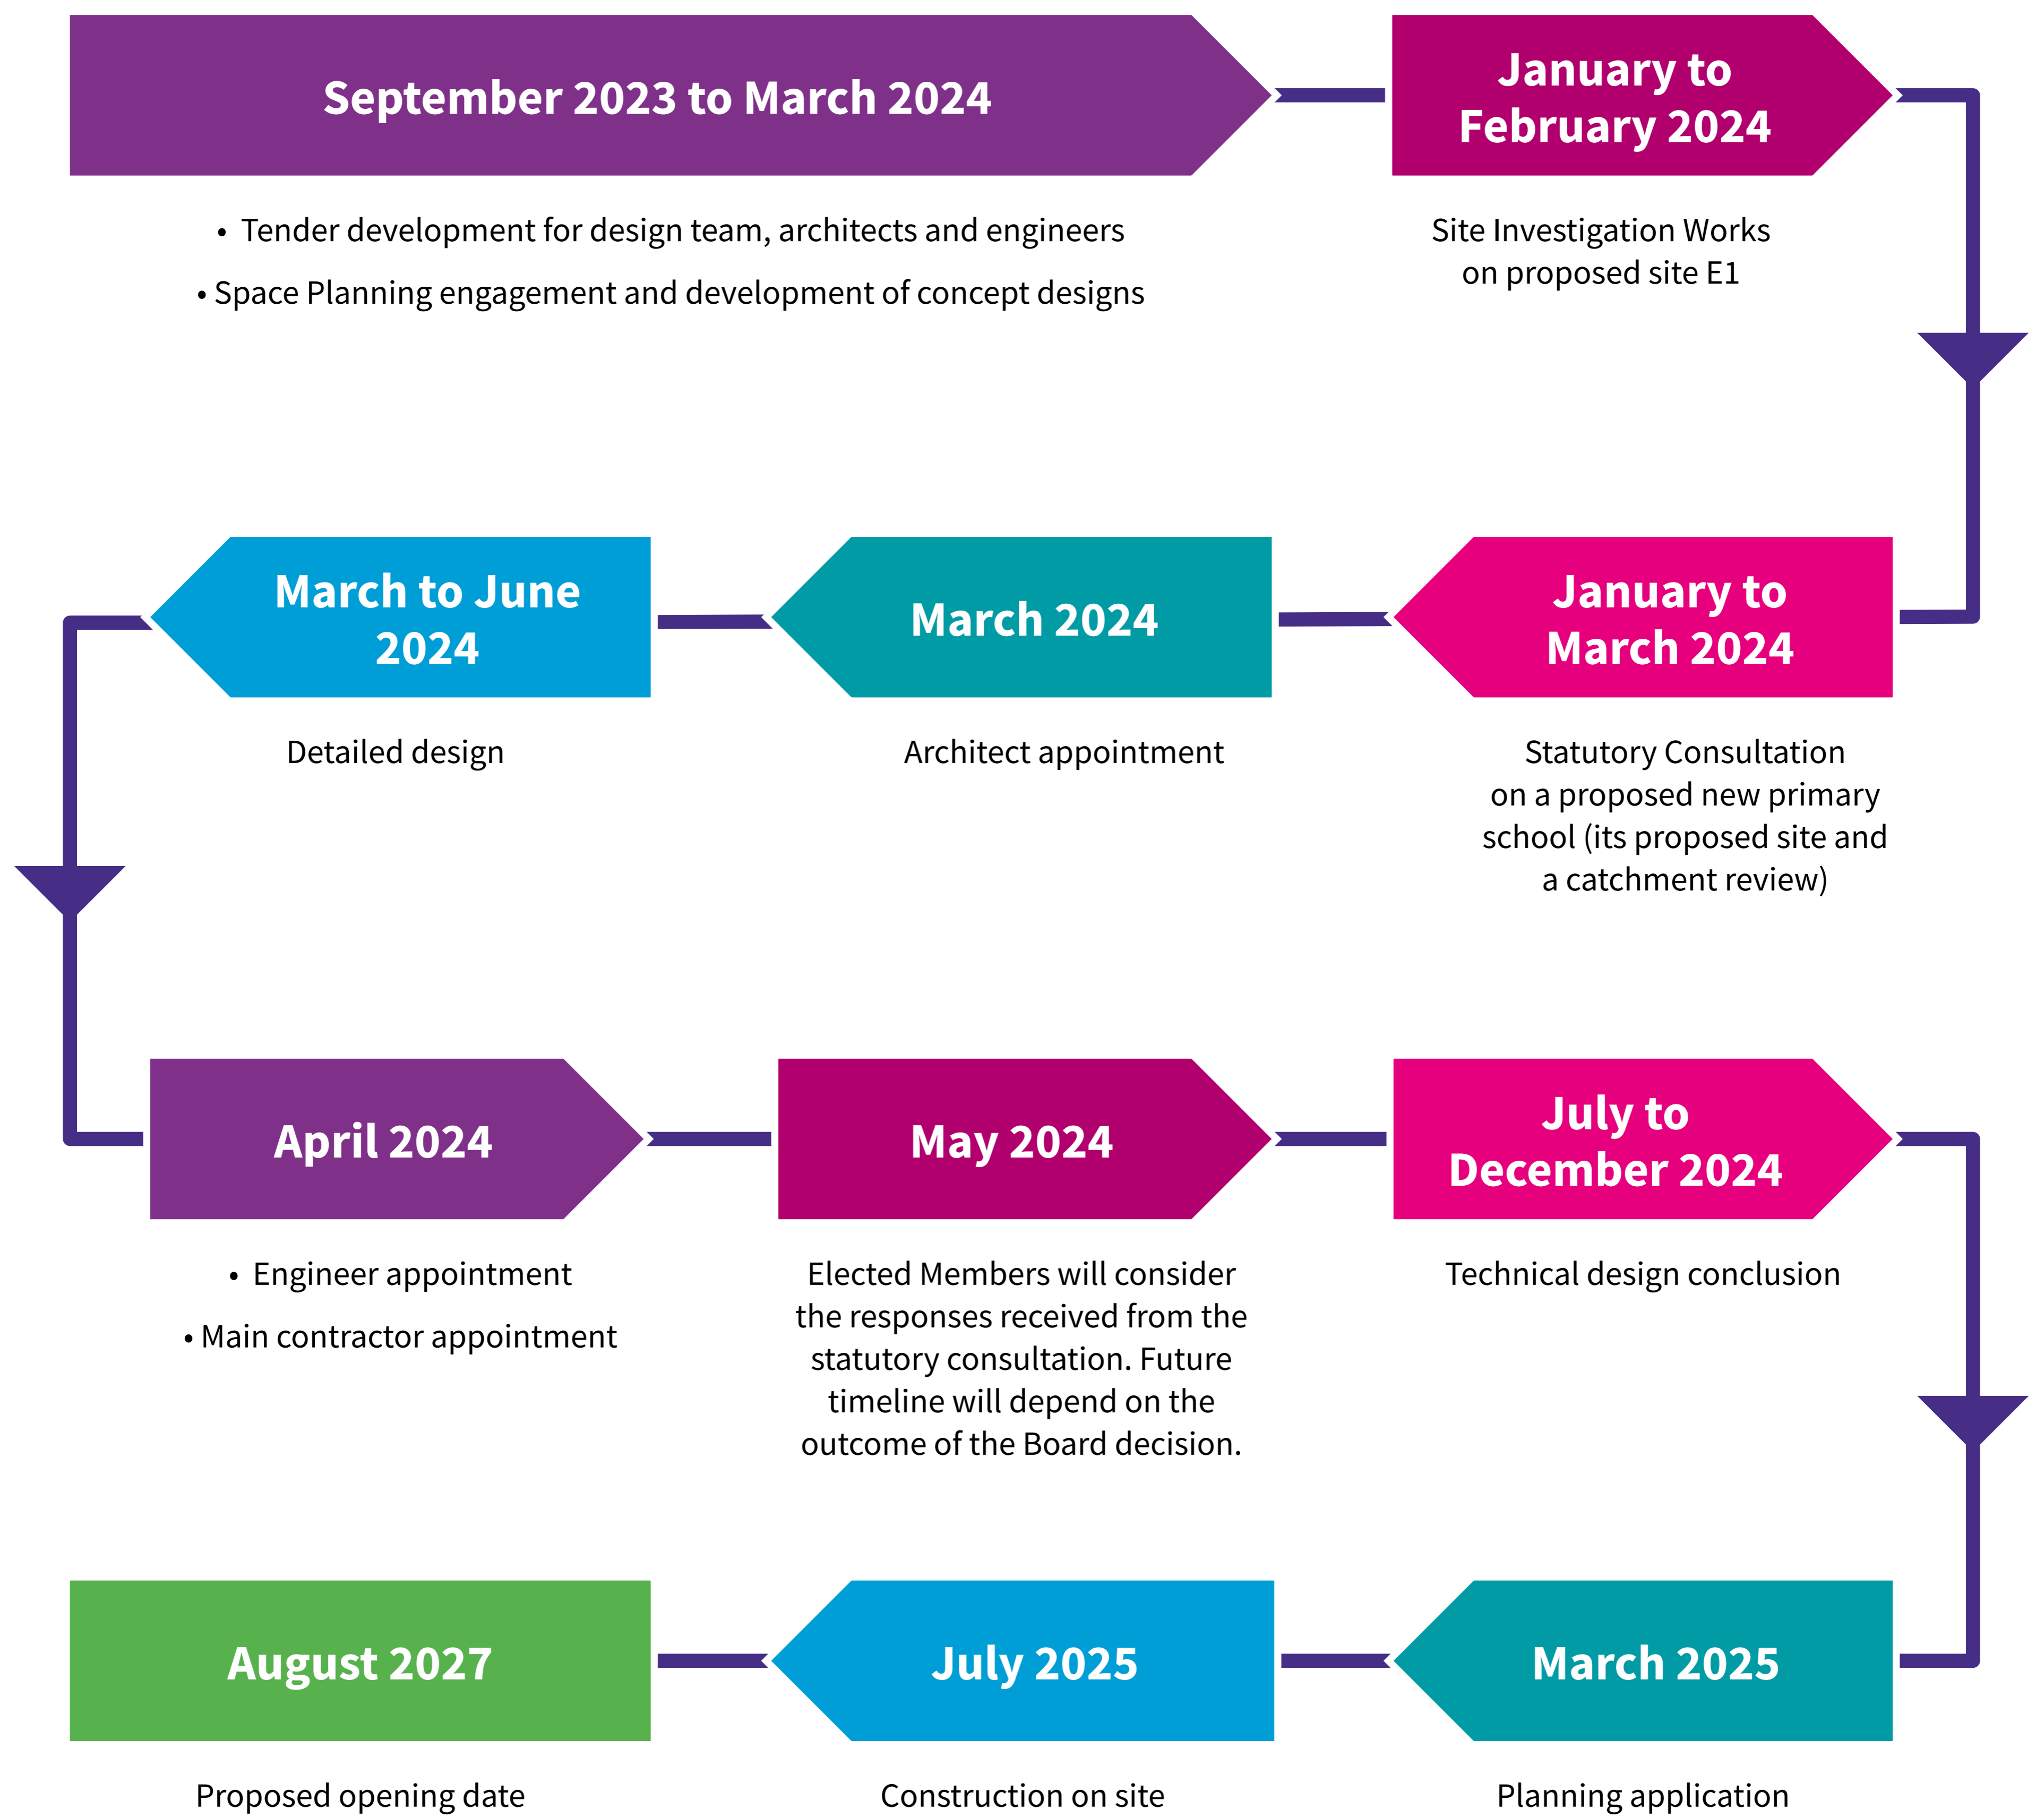 September 2023 to March 2024
• Tender development for design team, architects and engineers
• Space Planning engagement and development of concept designs
January to
February 2024
Site Investigation Works
on proposed site E1
January to
March 2024
Statutory Consultation
on a proposed new primary
school (its proposed site and
a catchment review)
March 2024
Architect appointment
March to June
2024
Detailed design
April 2024
• Engineer appointment
• Main contractor appointment
May 2024
Elected Members will consider
the responses received from the
statutory consultation. Future
timeline will depend on the
outcome of the Board decision.
July to
December 2024
Technical design conclusion
March 2025
Planning application
July 2025
Construction on site
August 2027
Proposed opening date